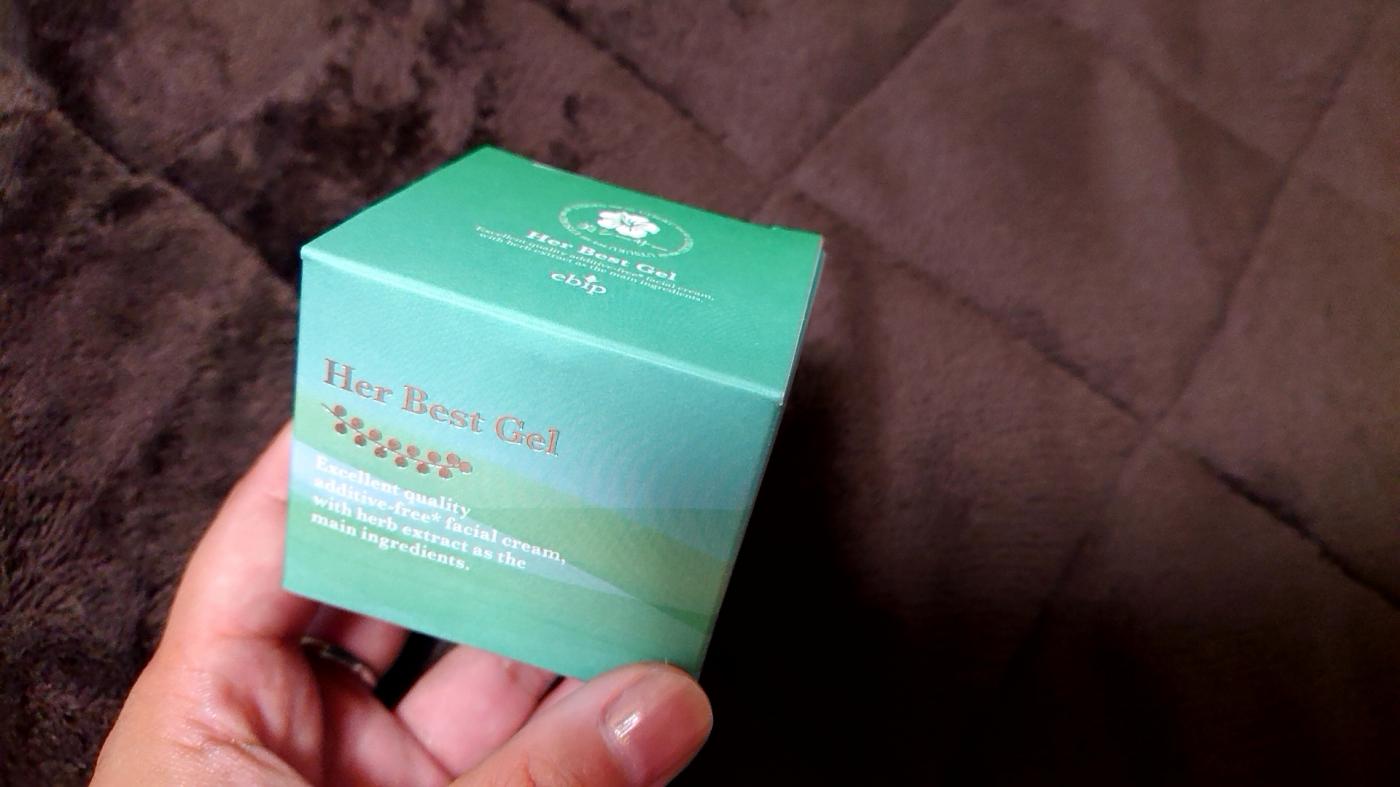 Her Best Gel
Excellent quality additive-free* facial cream,
with herb extract as the main ingredients.
ebip
Her Best Gel
Excellent quality
additive-free* facial cream,
with herb extract as the
main ingredients.